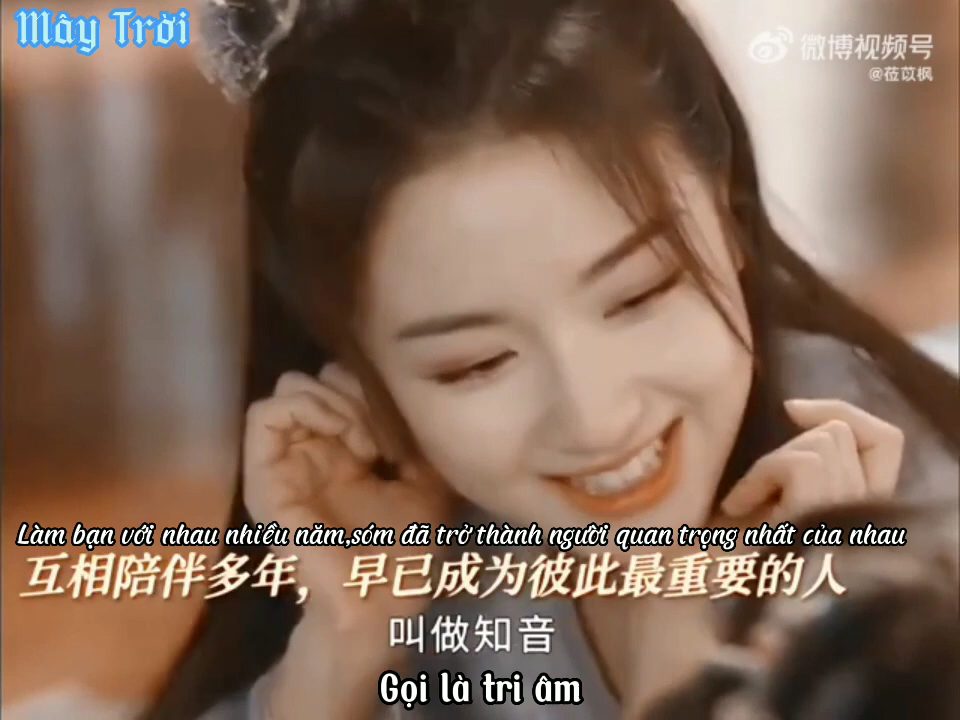 Mây Trời
微博视频号
@莅苡枫
Làm bạn với nhau nhiều năm,sóm đã trở thành người quan trọng nhất của nhau
互相陪伴多年，早已成为彼此最重要的人
叫做知音
Gọi là tri âm